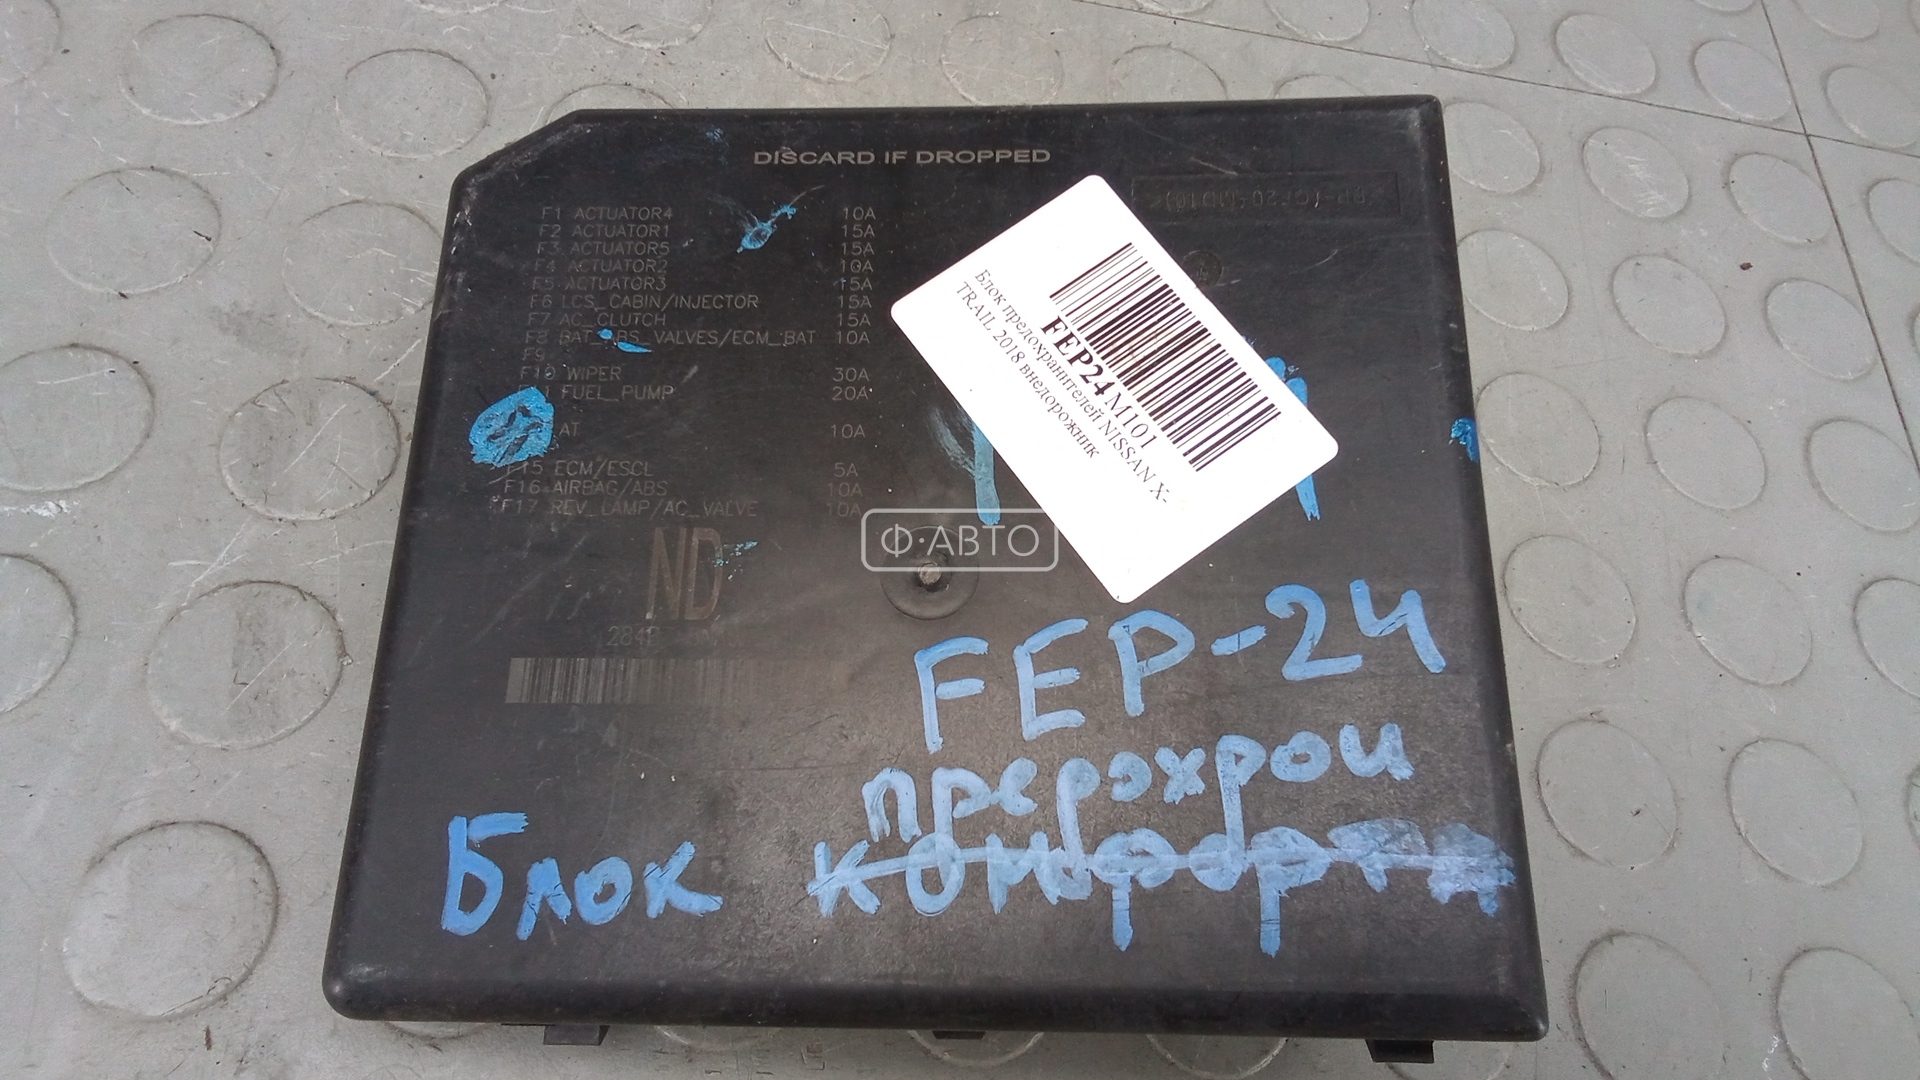 DISCARD IF DROPPED
F1 ACTUATOR4 10A
F2 ACTUATOR1 15A
F3 ACTUATOR5 15A
F4 ACTUATOR2 10A
F5 ACTUATOR3 15A
F6 LCS_CABIN/INJECTOR 15A
F7 AC_CLUTCH 15A
F8 BAT_ABS_VALVES/ECM_BAT 10A
F9
F10 WIPER 30A
FUEL_PUMP 20A
AT 10A
F15 ECM/ESCL 5A
F16 AIRBAG/ABS 10A
F17 REV_LAMP/AC_VALVE 10A
ND
FEP24M101
Блок предохранителей NISSAN X-
TRAIL 2018 внедорожник
Ф·АВТО
FEP-24
Блок
комфорта